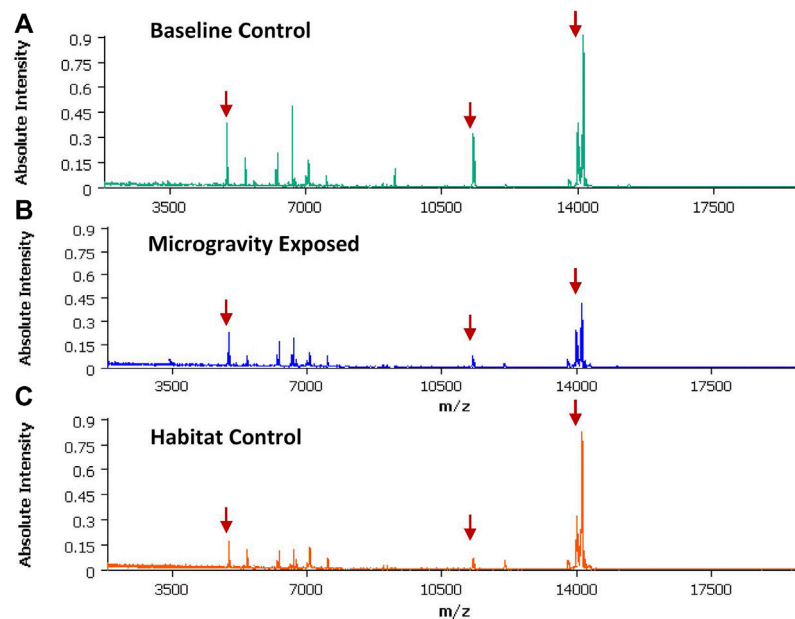 A
Baseline Control
Absolute Intensity
0.9
0.75
0.6
0.45
0.3
0.15
0
3500 7000 10500 14000 17500
m/z
B
Microgravity Exposed
Absolute Intensity
0.9
0.75
0.6
0.45
0.3
0.15
0
3500 7000 10500 14000 17500
m/z
C
Habitat Control
Absolute Intensity
0.9
0.75
0.6
0.45
0.3
0.15
0
3500 7000 10500 14000 17500
m/z